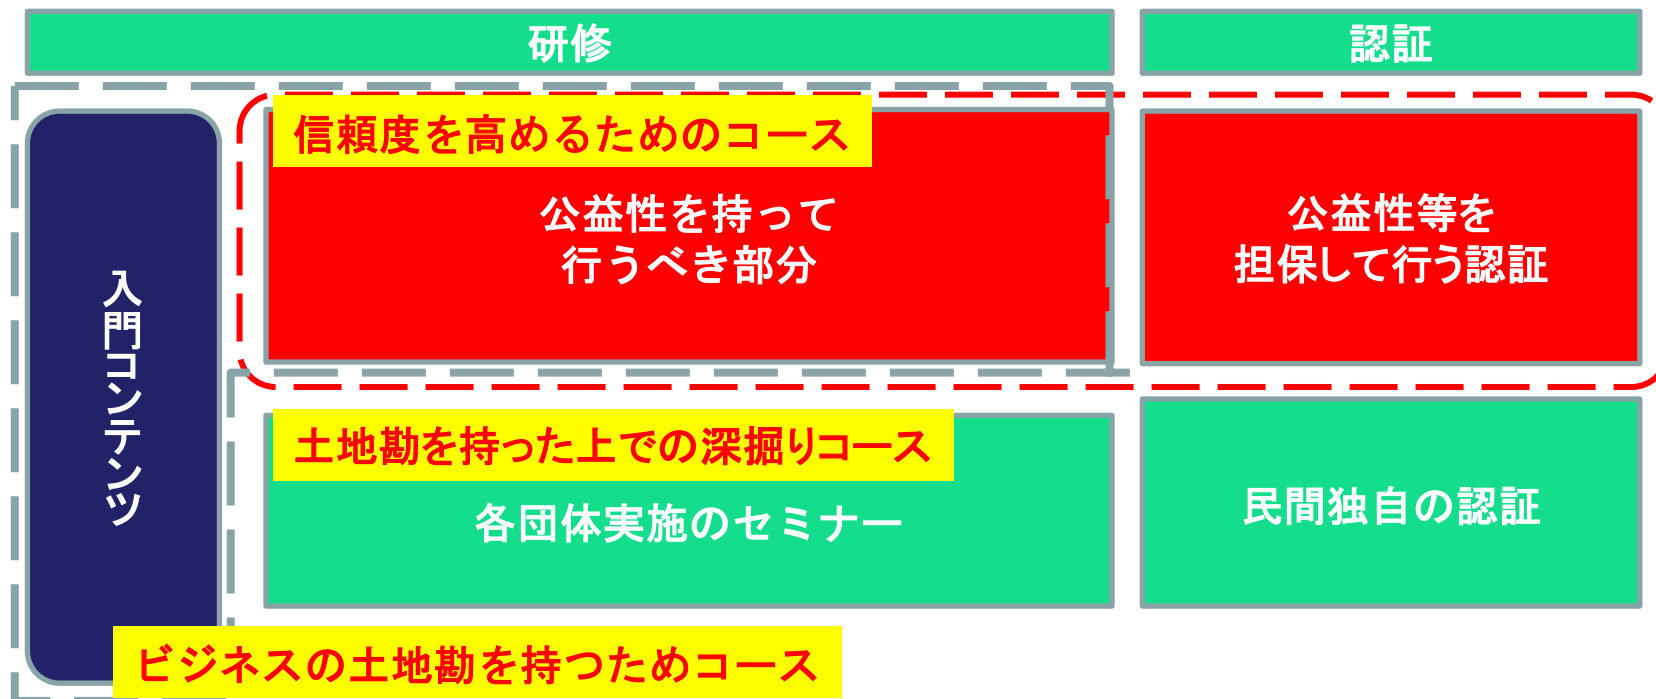 研修
認証
信頼度を高めるためのコース
公益性を持って
行うべき部分
公益性等を
担保して行う認証
入門コンテンツ
土地勘を持った上での深掘りコース
各団体実施のセミナー
民間独自の認証
ビジネスの土地勘を持つためコース